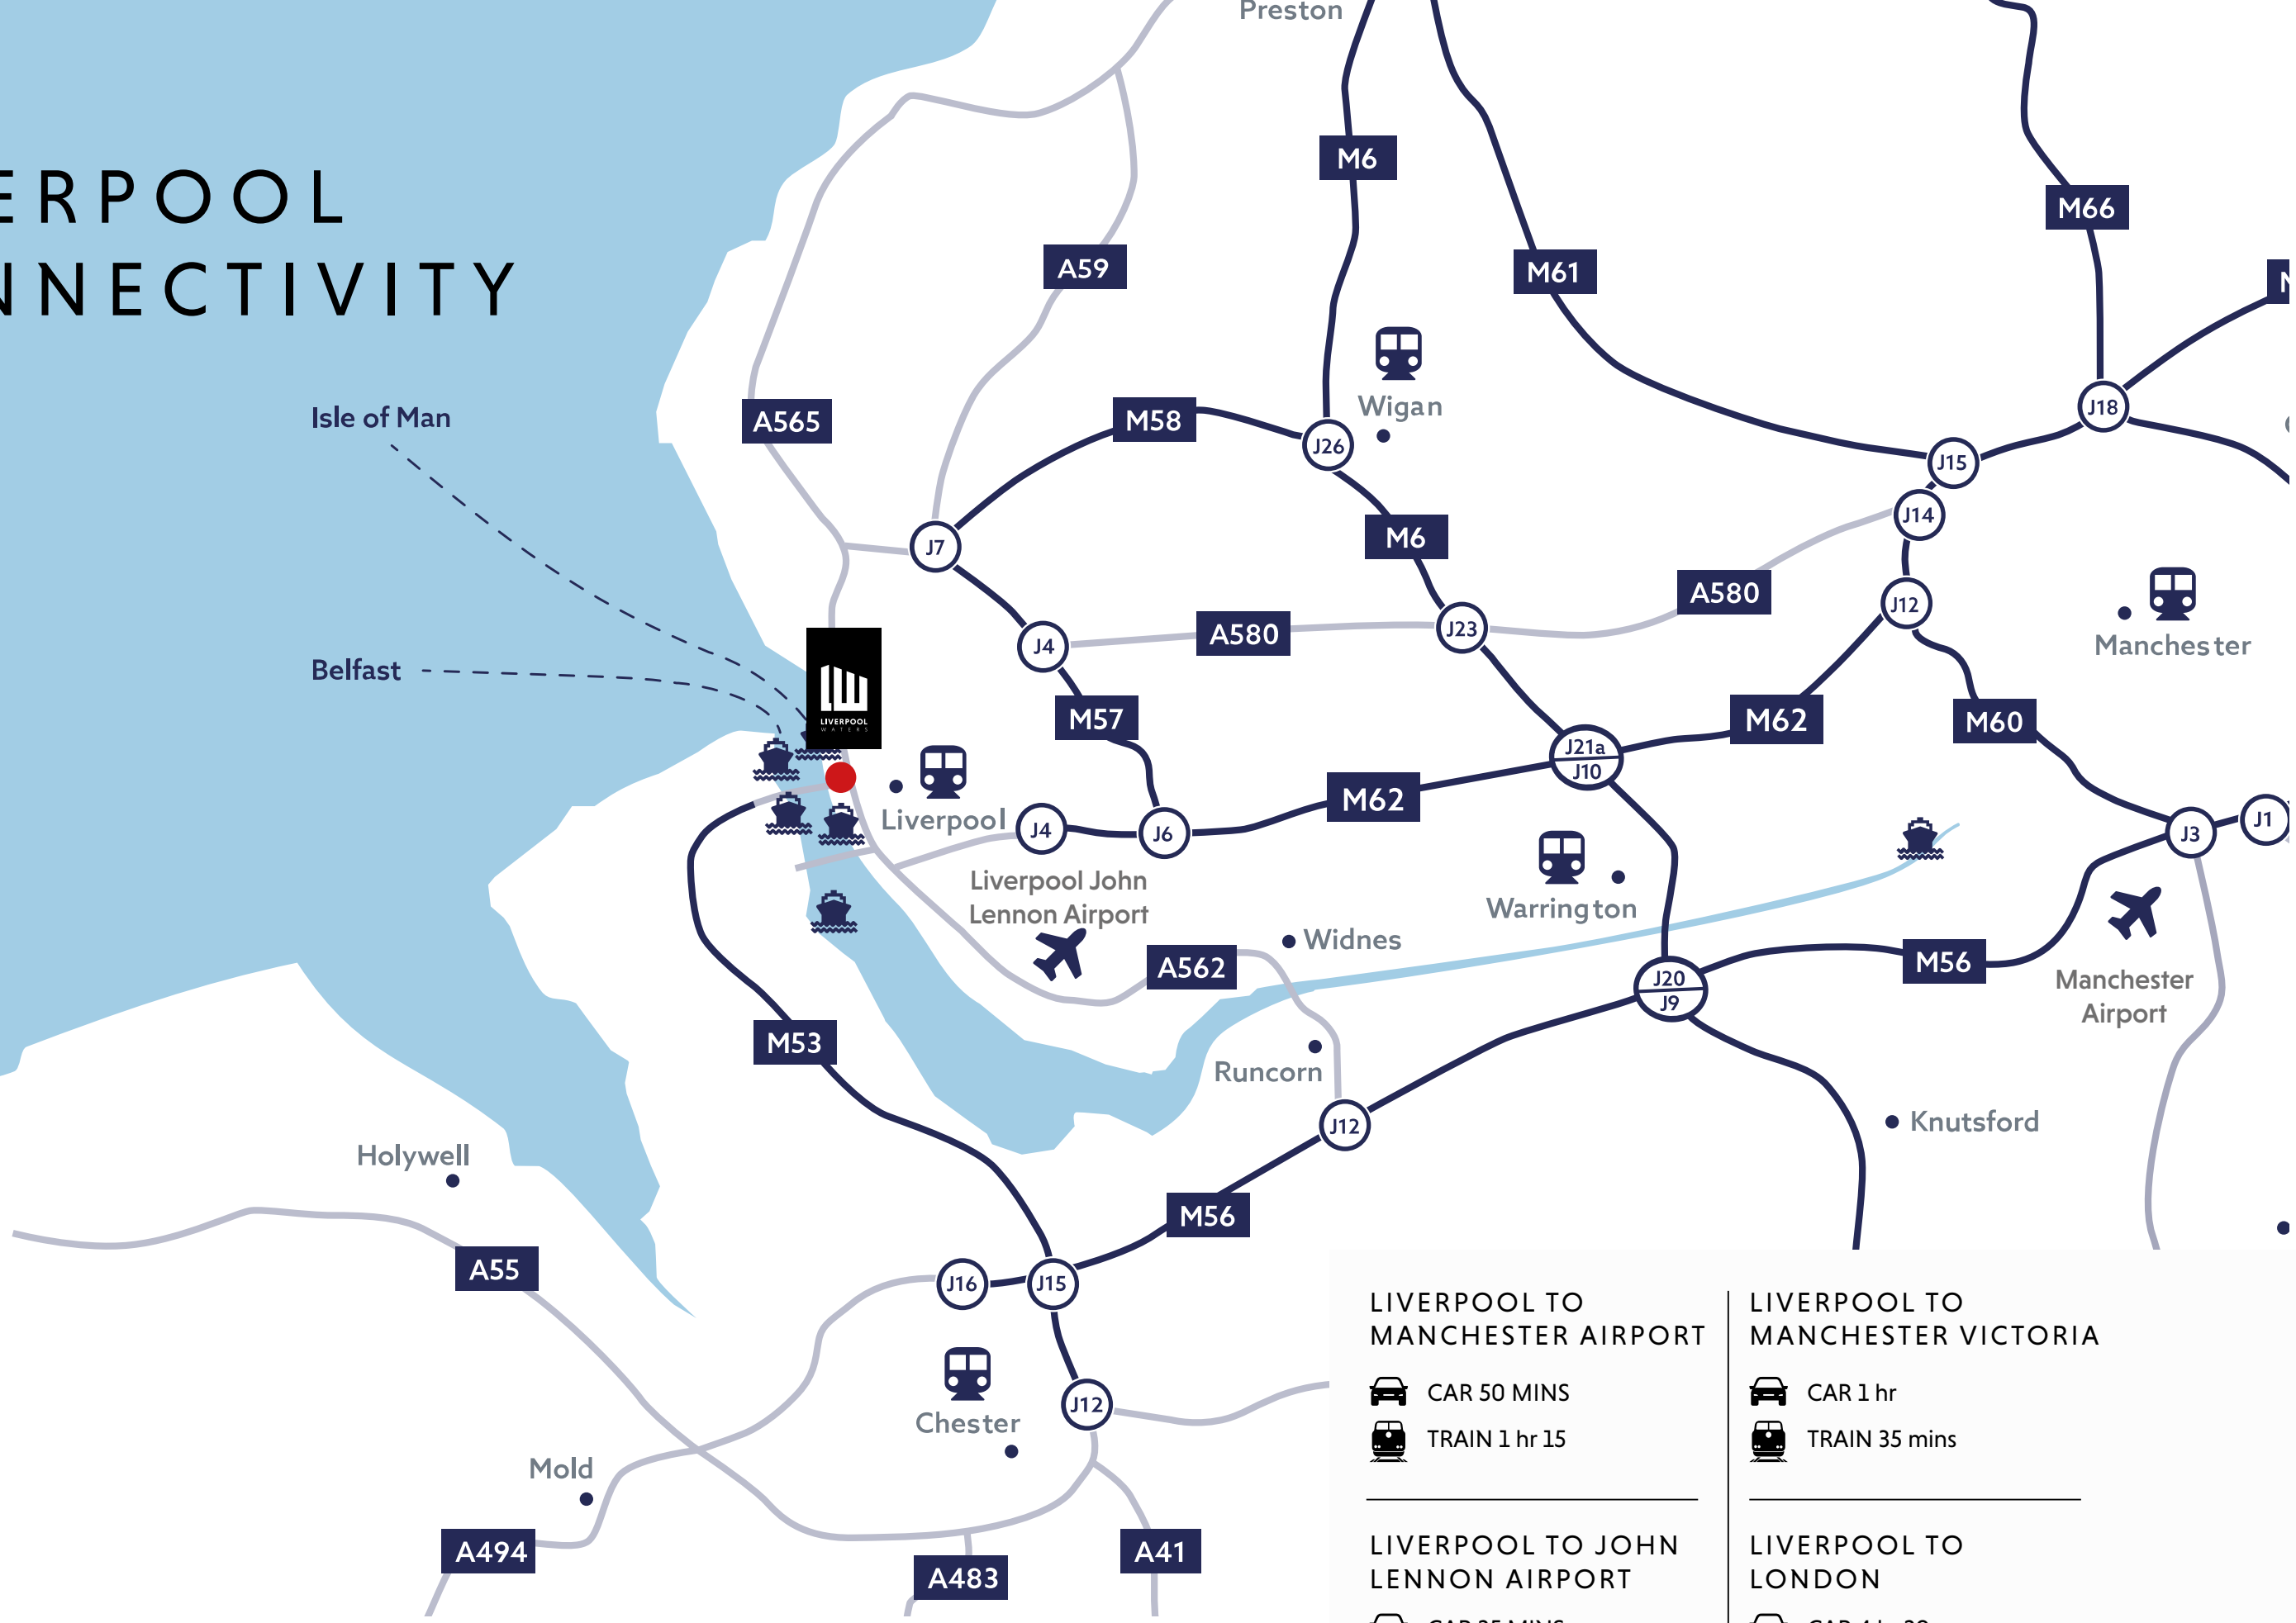 Preston
M6
ERPOOL
M66
NNECTIVITY
A59
M61
Isle of Man
A565
M58
Wigan
J26
J18
J15
J14
M6
J7
A580
J12
A580
J23
J4
Manchester
Belfast
LIVERPOOL
WATERS
M57
M62
M60
J21a
J10
M62
Liverpool
J4
J6
J3
J1
Liverpool John
Lennon Airport
Warrington
Widnes
A562
M56
J20
J9
Manchester
Airport
M53
Runcorn
J12
Knutsford
Holywell
M56
A55
J16
J15
Chester
J12
Mold
A494
A483
A41
LIVERPOOL TO
MANCHESTER AIRPORT
CAR 50 MINS
TRAIN 1 hr 15
LIVERPOOL TO
MANCHESTER VICTORIA
CAR 1 hr
TRAIN 35 mins
LIVERPOOL TO JOHN
LENNON AIRPORT
LIVERPOOL TO
LONDON